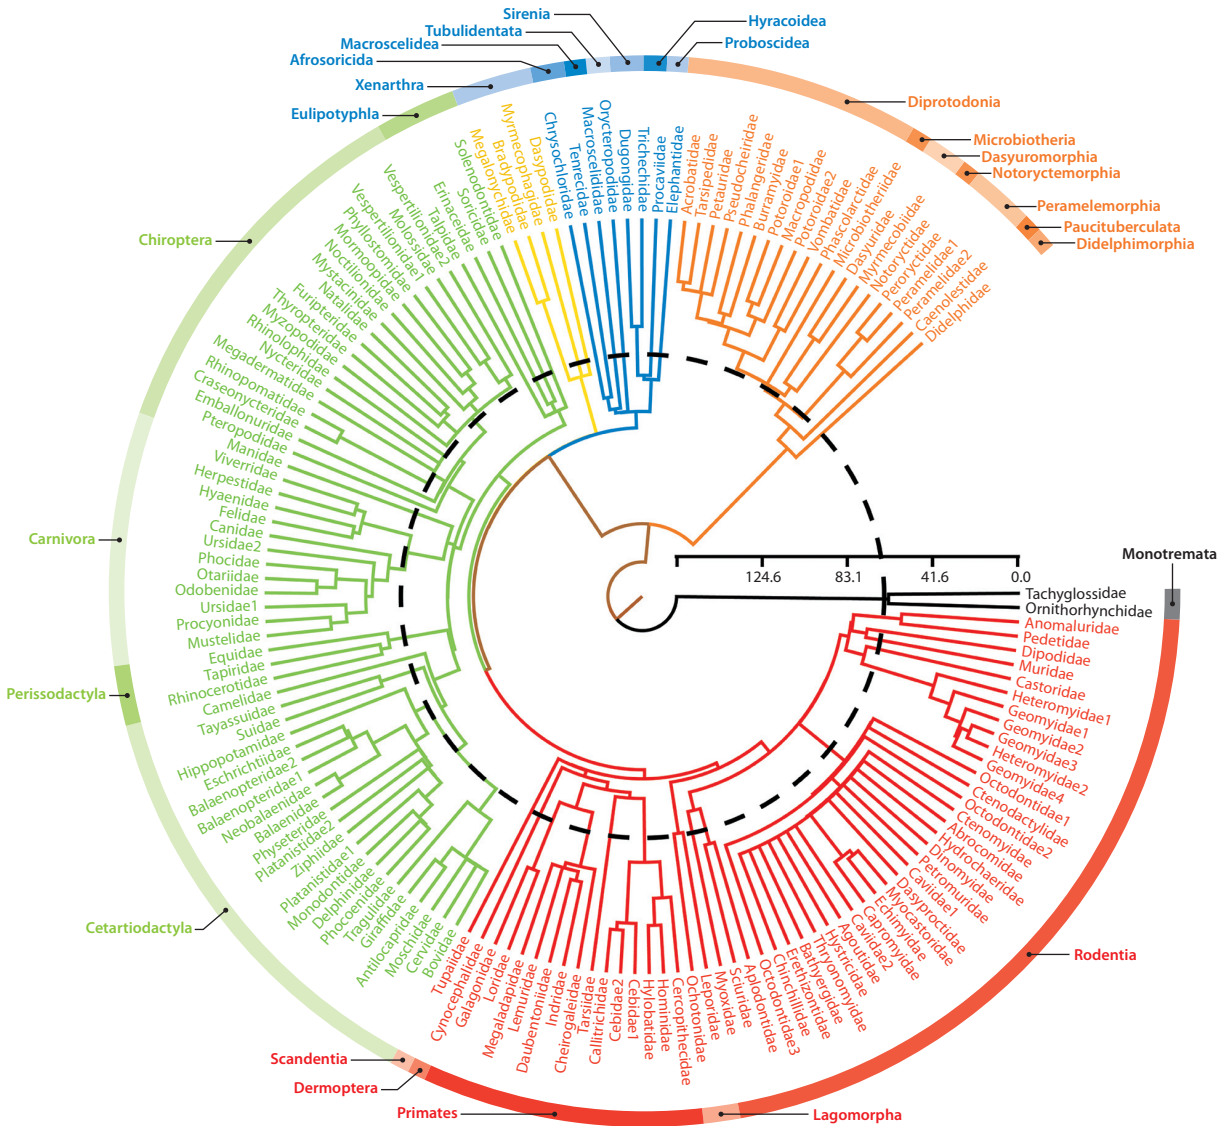 Sirenia
Tubulidentata
Macroscelidea
Afrosoricida
Xenarthra
Eulipotyphla
Hyracoidea
Proboscidea
Diprotodonia
Microbiotheria
Dasyuromorphia
Notoryctemorphia
Peramelemorphia
Paucituberculata
Didelphimorphia
Chiroptera
Carnivora
Perissodactyla
Cetartiodactyla
Scandentia
Dermoptera
Primates
Lagomorpha
Rodentia
Monotremata
124.6
83.1
41.6
0.0
Tachyglossidae
Ornithorhynchidae
Anomaluridae
Pedetidae
Dipodidae
Muridae
Castoridae
Heteromyidae1
Geomyidae1
Geomyidae2
Geomyidae3
Heteromyidae2
Geomyidae4
Octodontidae1
Ctenodactylidae
Octodontidae2
Ctenomyidae
Abrocomidae
Hydrochaeridae
Dinomyidae
Petromuridae
Caviidae1
Dasyproctidae
Myocastoridae
Echimyidae
Capromyidae
Caviidae2
Agoutidae
Hystricidae
Thryonomyidae
Bathyergidae
Erethizontidae
Chinchillidae
Octodontidae3
Aplodontidae
Sciuridae
Myoxidae
Leporidae
Ochotonidae
Cercopithecidae
Hominidae
Hylobatidae
Cebidae1
Cebidae2
Callitrichidae
Tarsiidae
Cheirogaleidae
Indridae
Daubentoniidae
Lemuridae
Megaladapidae
Loridae
Galagonidae
Cynocephalidae
Tupaiidae
Bovidae
Cervidae
Moschidae
Antilocapridae
Giraffidae
Tragulidae
Phocoenidae
Delphinidae
Monodontidae
Platanistidae1
Ziphiidae
Platanistidae2
Physeteridae
Balaenidae
Neobalaenidae
Balaenopteridae1
Balaenopteridae2
Eschrichtiidae
Hippopotamidae
Suidae
Tayassuidae
Camelidae
Rhinocerotidae
Tapiridae
Equidae
Mustelidae
Procyonidae
Ursidae1
Odobenidae
Otariidae
Phocidae
Ursidae2
Canidae
Felidae
Hyaenidae
Herpestidae
Viverridae
Manidae
Pteropodidae
Emballonuridae
Craseonycteridae
Rhinopomatidae
Megadermatidae
Nycteridae
Rhinolophidae
Myzopodidae
Thyropteridae
Furipteridae
Natalidae
Mystacinidae
Noctilionidae
Mormoopidae
Phyllostomidae
Vespertilionidae1
Molossidae
Vespertilionidae2
Talpidae
Erinaceidae
Soricidae
Solenodontidae
Megalonychidae
Bradypodidae
Myrmecophagidae
Dasypodidae
Chrysochloridae
Tenrecidae
Macroscelididae
Orycteropodidae
Dugongidae
Trichechidae
Procaviidae
Elephantidae
Acrobatidae
Tarsipedidae
Petauridae
Pseudocheiridae
Phalangeridae
Burramyidae
Potoroidae1
Macropodidae
Potoroidae2
Vombatidae
Phascolarctidae
Microbiotheriidae
Dasyuridae
Myrmecobiidae
Notoryctidae
Peroryctidae
Peramelidae1
Peramelidae2
Caenolestidae
Didelphidae